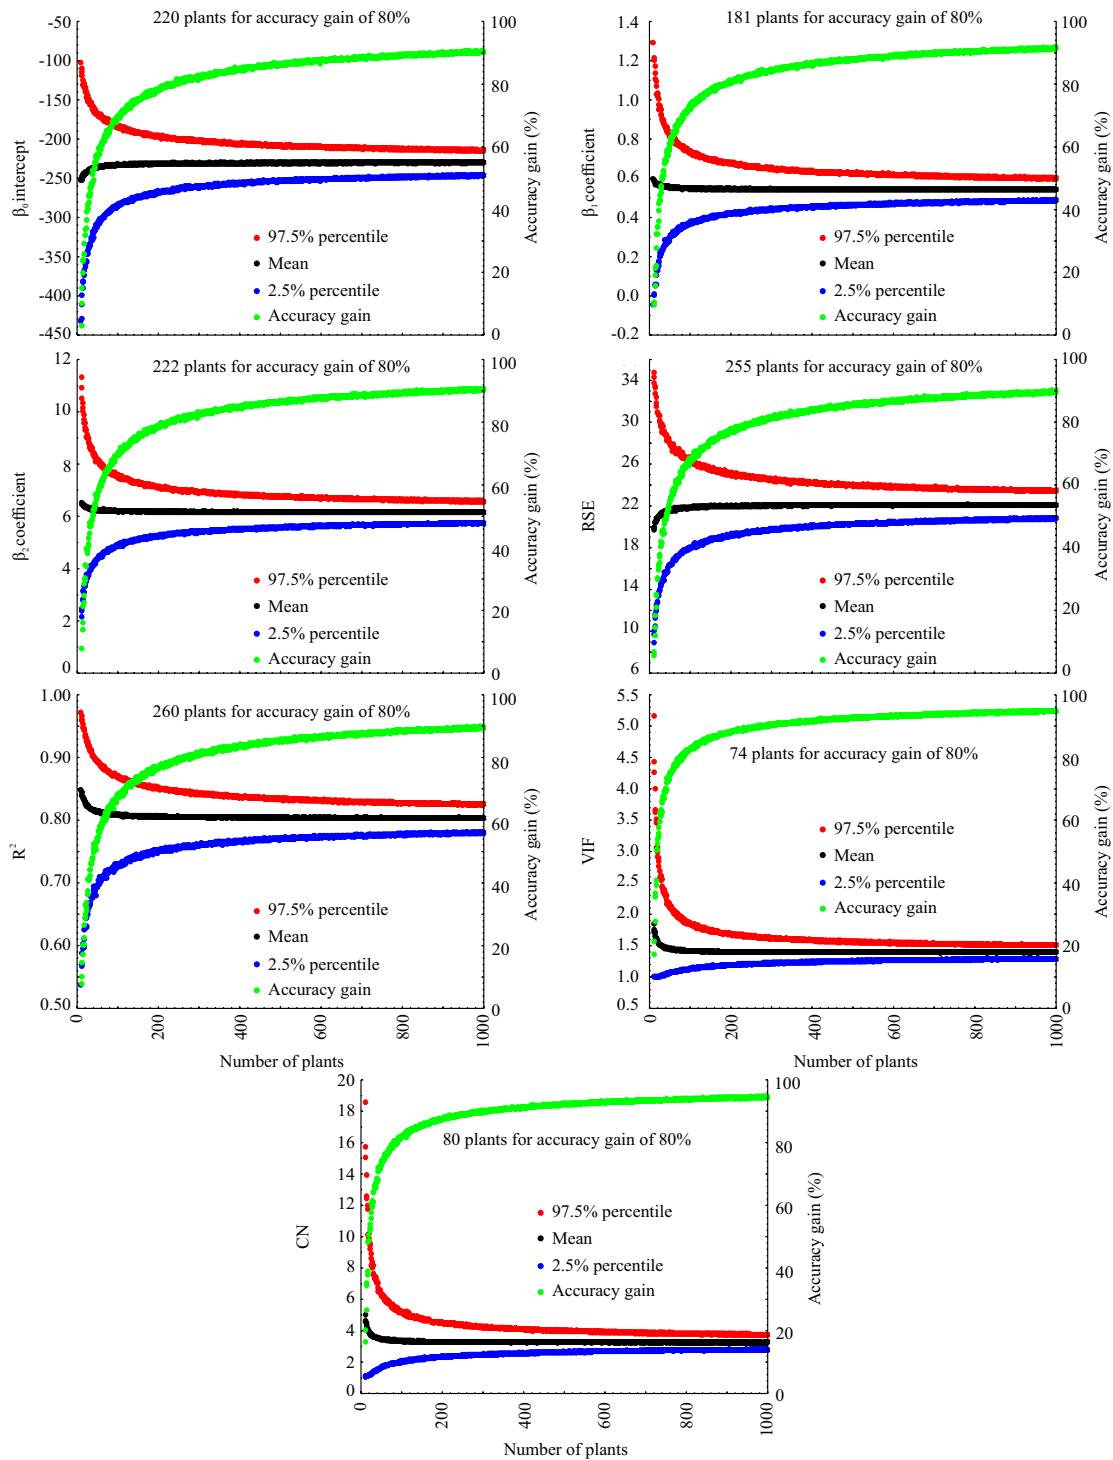 220 plants for accuracy gain of 80%
-50
-100
-150
-200
-250
-300
-350
-400
-450
β₀ intercept
100
80
60
40
20
0
Accuracy gain (%)
97.5% percentile
Mean
2.5% percentile
Accuracy gain
181 plants for accuracy gain of 80%
1.4
1.2
1.0
0.8
0.6
0.4
0.2
0.0
-0.2
β₁ coefficient
100
80
60
40
20
0
Accuracy gain (%)
97.5% percentile
Mean
2.5% percentile
Accuracy gain
222 plants for accuracy gain of 80%
12
10
8
6
4
2
0
β₂ coefficient
100
80
60
40
20
0
Accuracy gain (%)
97.5% percentile
Mean
2.5% percentile
Accuracy gain
255 plants for accuracy gain of 80%
34
30
26
22
18
14
10
6
RSE
100
80
60
40
20
0
Accuracy gain (%)
97.5% percentile
Mean
2.5% percentile
Accuracy gain
260 plants for accuracy gain of 80%
1.00
0.90
0.80
0.70
0.60
0.50
R²
100
80
60
40
20
0
Accuracy gain (%)
97.5% percentile
Mean
2.5% percentile
Accuracy gain
0
200
400
600
800
1000
Number of plants
74 plants for accuracy gain of 80%
5.5
5.0
4.5
4.0
3.5
3.0
2.5
2.0
1.5
1.0
0.5
VIF
100
80
60
40
20
0
Accuracy gain (%)
97.5% percentile
Mean
2.5% percentile
Accuracy gain
0
200
400
600
800
1000
Number of plants
80 plants for accuracy gain of 80%
20
18
16
14
12
10
8
6
4
2
0
CN
100
80
60
40
20
0
Accuracy gain (%)
97.5% percentile
Mean
2.5% percentile
Accuracy gain
0
200
400
600
800
1000
Number of plants